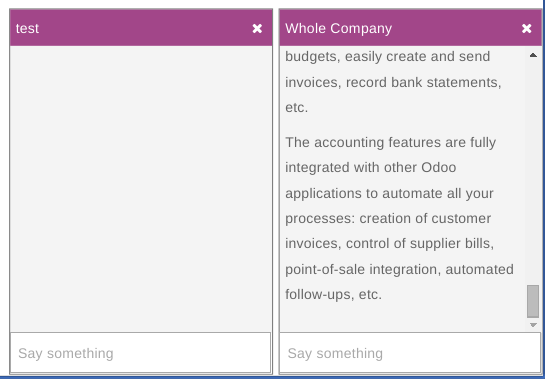 test
Say something
Whole Company
budgets, easily create and send
invoices, record bank statements,
etc.
The accounting features are fully
integrated with other Odoo
applications to automate all your
processes: creation of customer
invoices, control of supplier bills,
point-of-sale integration, automated
follow-ups, etc.
Say something